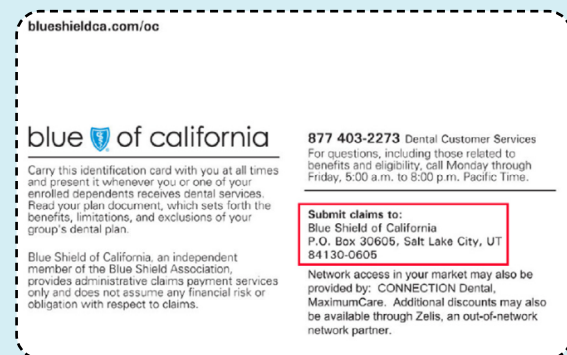 blueshieldca.com/oc
blue of california
Carry this identification card with you at all times
and present it whenever you or one of your
enrolled dependents receives dental services.
Read your plan document, which sets forth the
benefits, limitations, and exclusions of your
group's dental plan.
Blue Shield of California, an independent
member of the Blue Shield Association,
provides administrative claims payment services
only and does not assume any financial risk or
obligation with respect to claims.
877 403-2273 Dental Customer Services
For questions, including those related to
benefits and eligibility, call Monday through
Friday, 5:00 a.m. to 8:00 p.m. Pacific Time.
Submit claims to:
Blue Shield of California
P.O. Box 30605, Salt Lake City, UT
84130-0605
Network access in your market may also be
provided by: CONNECTION Dental,
MaximumCare. Additional discounts may also
be available through Zelis, an out-of-network
network partner.